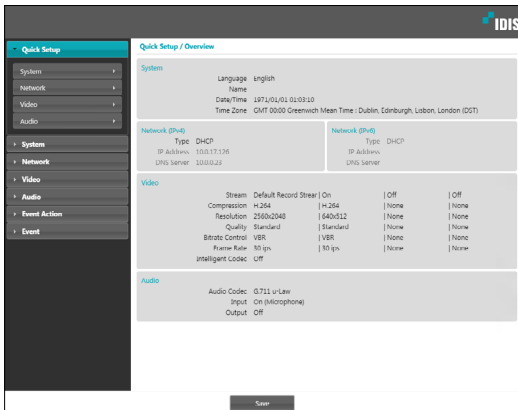 IDIS
Quick Setup
System
Network
Video
Audio
System
Network
Video
Audio
Event Action
Event
Quick Setup / Overview
System
Language English
Name
Date/Time 1971/01/01 01:03:10
Time Zone GMT 00:00 Greenwich Mean Time : Dublin, Edinburgh, Lisbon, London (DST)
Network (IPv4)
Type DHCP
IP Address 10.0.17.126
DNS Server 10.0.0.23
Network (IPv6)
Type DHCP
IP Address
DNS Server
Video
Stream Default Record Strear | On | Off | Off
Compression H.264 | H.264 | None | None
Resolution 2560x2048 | 640x512 | None | None
Quality Standard | Standard | None | None
Bitrate Control VBR | VBR | None | None
Frame Rate 30 ips | 30 ips | None | None
Intelligent Codec Off
Audio
Audio Codec G.711 u-Law
Input On (Microphone)
Output Off
Save